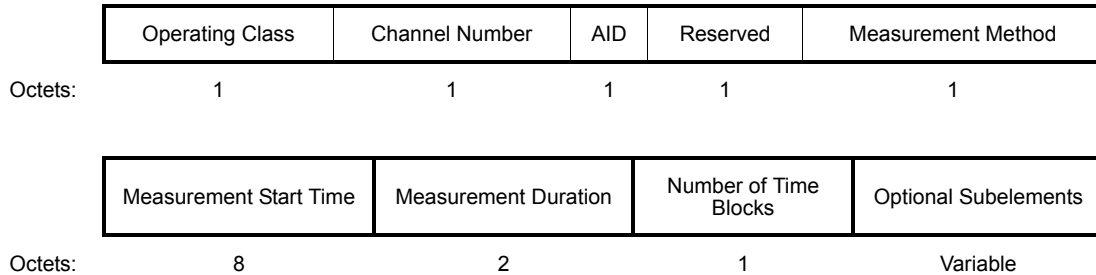 Operating Class Channel Number AID Reserved Measurement Method
Octets: 1 1 1 1 1
Measurement Start Time Measurement Duration Number of Time Blocks Optional Subelements
Octets: 8 2 1 Variable